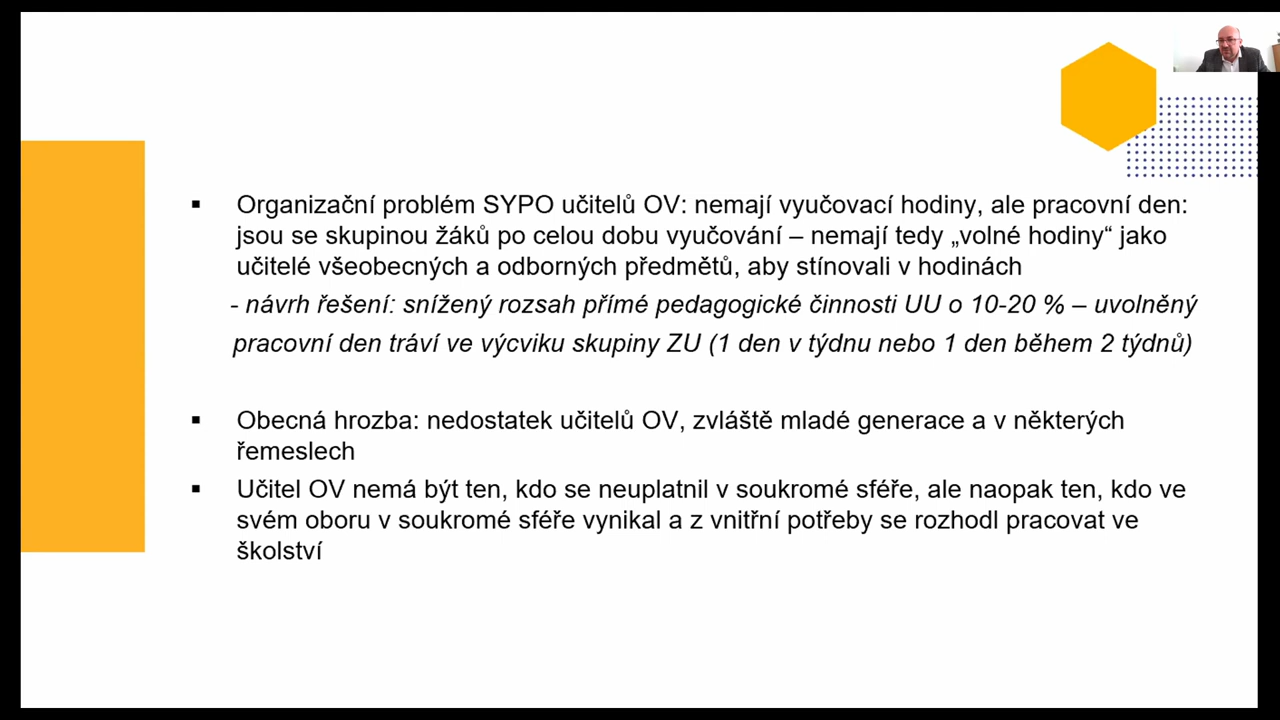 ▪ Organizační problém SYPO učitelů OV: nemají vyučovací hodiny, ale pracovní den:
jsou se skupinou žáků po celou dobu vyučování – nemají tedy „volné hodiny“ jako
učitelé všeobecných a odborných předmětů, aby stínovali v hodinách
- návrh řešení: snížený rozsah přímé pedagogické činnosti UU o 10-20 % – uvolněný
pracovní den tráví ve výcviku skupiny ZU (1 den v týdnu nebo 1 den během 2 týdnů)
▪ Obecná hrozba: nedostatek učitelů OV, zvláště mladé generace a v některých
řemeslech
▪ Učitel OV nemá být ten, kdo se neuplatnil v soukromé sféře, ale naopak ten, kdo ve
svém oboru v soukromé sféře vynikal a z vnitřní potřeby se rozhodl pracovat ve
školství